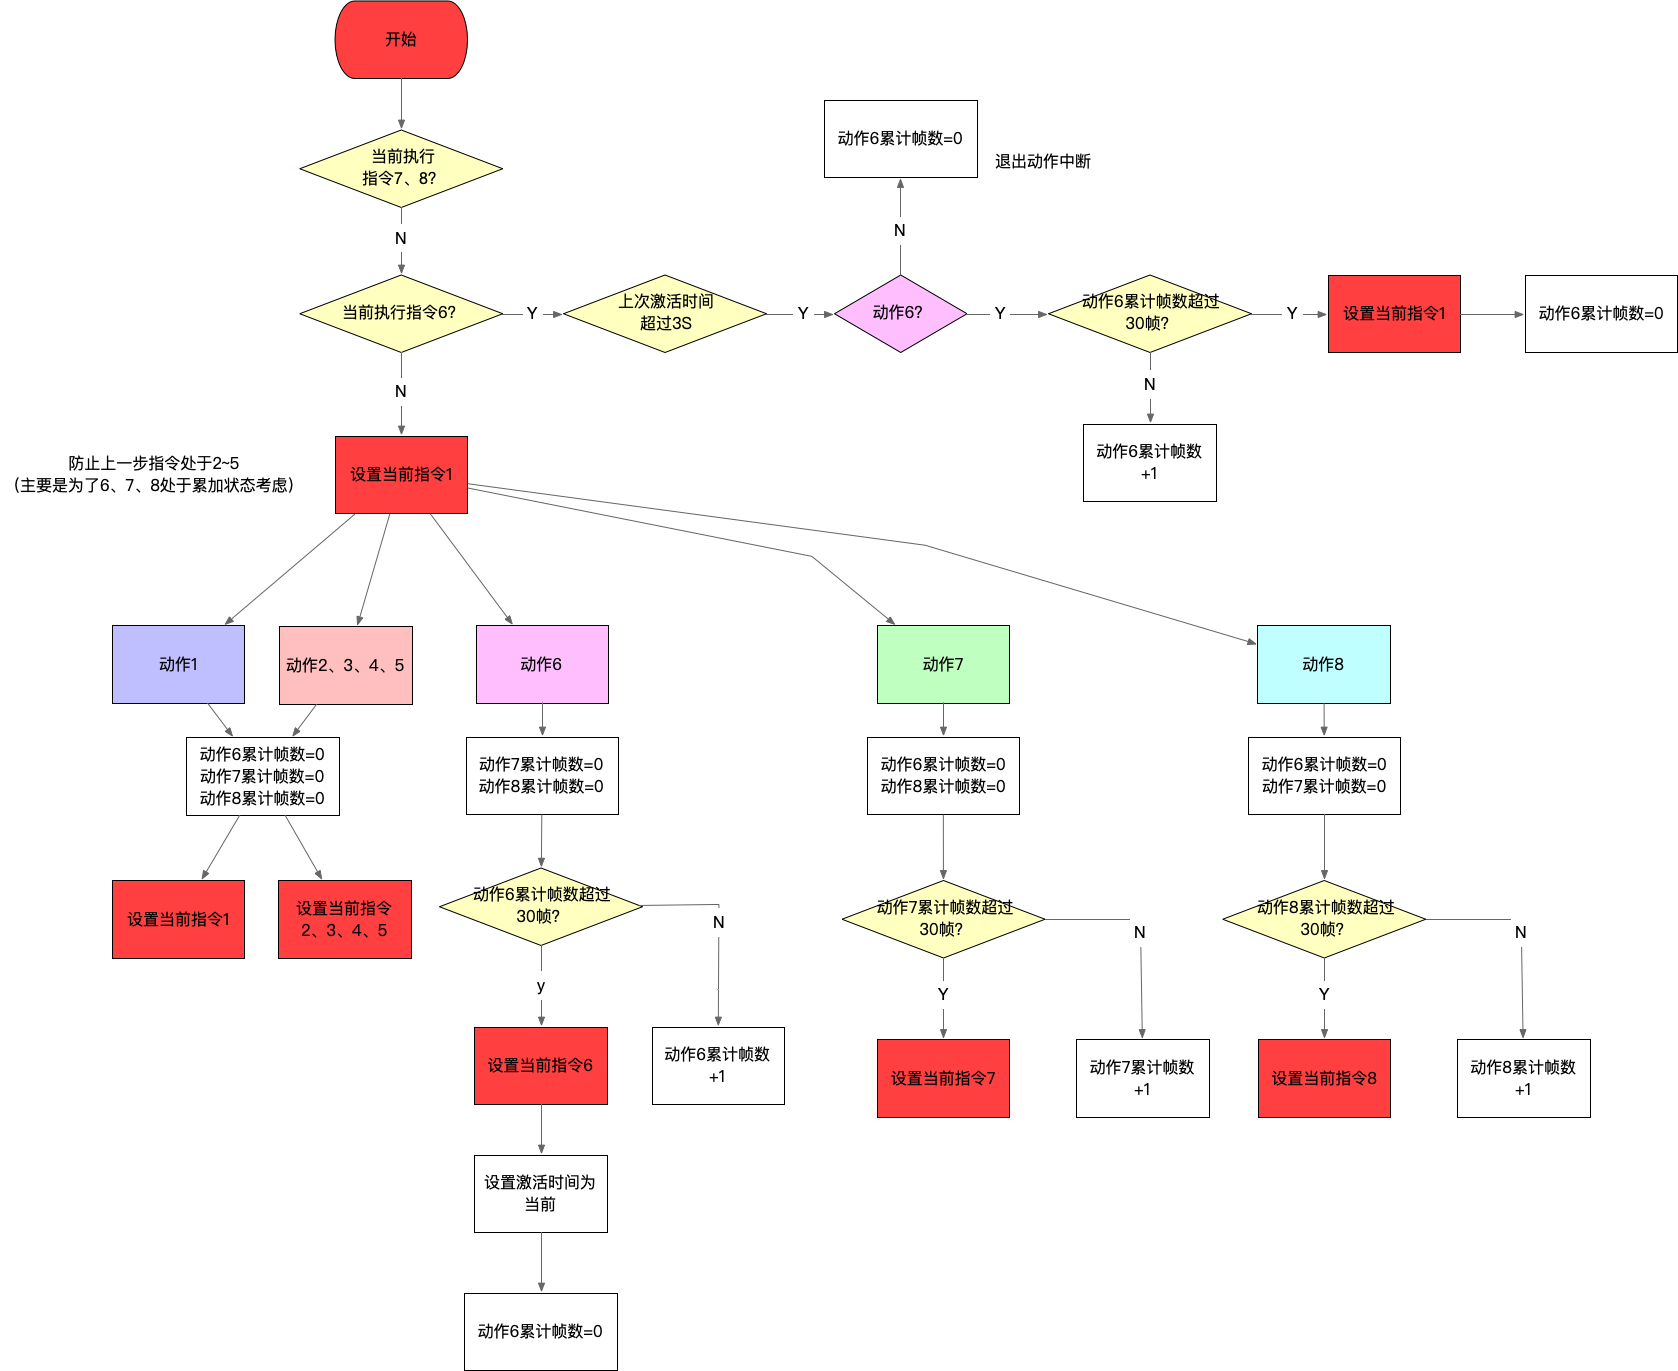 开始
当前执行
指令7、8?
N
当前执行指令6?
Y
上次激活时间
超过3S
Y
动作6?
N
动作6累计帧数=0
退出动作中断
Y
动作6累计帧数超过
30帧?
Y
设置当前指令1
动作6累计帧数=0
N
动作6累计帧数
+1
N
防止上一步指令处于2~5
(主要是为了6、7、8处于累加状态考虑)
设置当前指令1
动作1
动作2、3、4、5
动作6
动作7
动作8
动作6累计帧数=0
动作7累计帧数=0
动作8累计帧数=0
动作7累计帧数=0
动作8累计帧数=0
动作6累计帧数=0
动作8累计帧数=0
动作6累计帧数=0
动作7累计帧数=0
设置当前指令1
设置当前指令
2、3、4、5
动作6累计帧数超过
30帧?
N
动作7累计帧数超过
30帧?
N
动作8累计帧数超过
30帧?
N
y
Y
Y
设置当前指令6
动作6累计帧数
+1
设置当前指令7
动作7累计帧数
+1
设置当前指令8
动作8累计帧数
+1
设置激活时间为
当前
动作6累计帧数=0